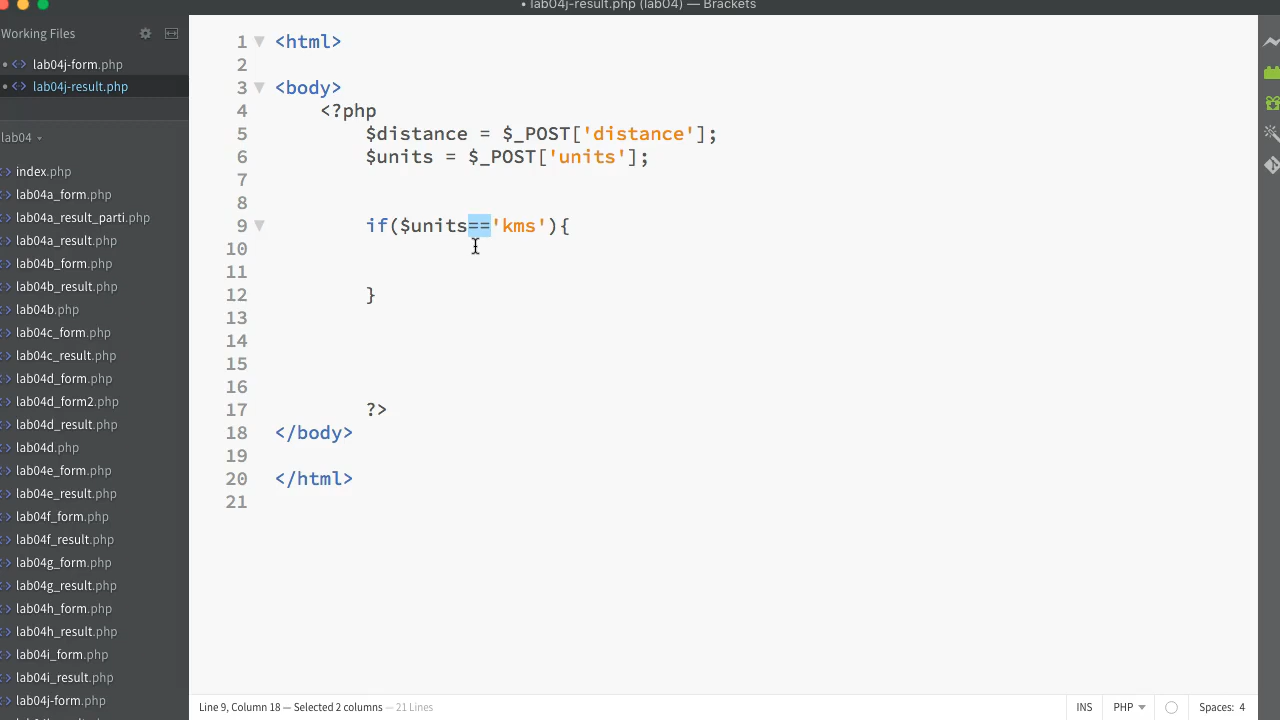 • lab04j-result.php (lab04) — Brackets
Working Files
lab04j-form.php
lab04j-result.php
lab04
index.php
lab04a_form.php
lab04a_result_parti.php
lab04a_result.php
lab04b_form.php
lab04b_result.php
lab04b.php
lab04c_form.php
lab04c_result.php
lab04d_form.php
lab04d_form2.php
lab04d_result.php
lab04d.php
lab04e_form.php
lab04e_result.php
lab04f_form.php
lab04f_result.php
lab04g_form.php
lab04g_result.php
lab04h_form.php
lab04h_result.php
lab04i_form.php
lab04i_result.php
lab04j-form.php
1 <html>
2
3 <body>
4 <?php
5 $distance = $_POST['distance'];
6 $units = $_POST['units'];
7
8
9 if($units=='kms'){
10
11
12 }
13
14
15
16
17 ?>
18 </body>
19
20 </html>
21
Line 9, Column 18 — Selected 2 columns — 21 Lines
INS PHP Spaces: 4